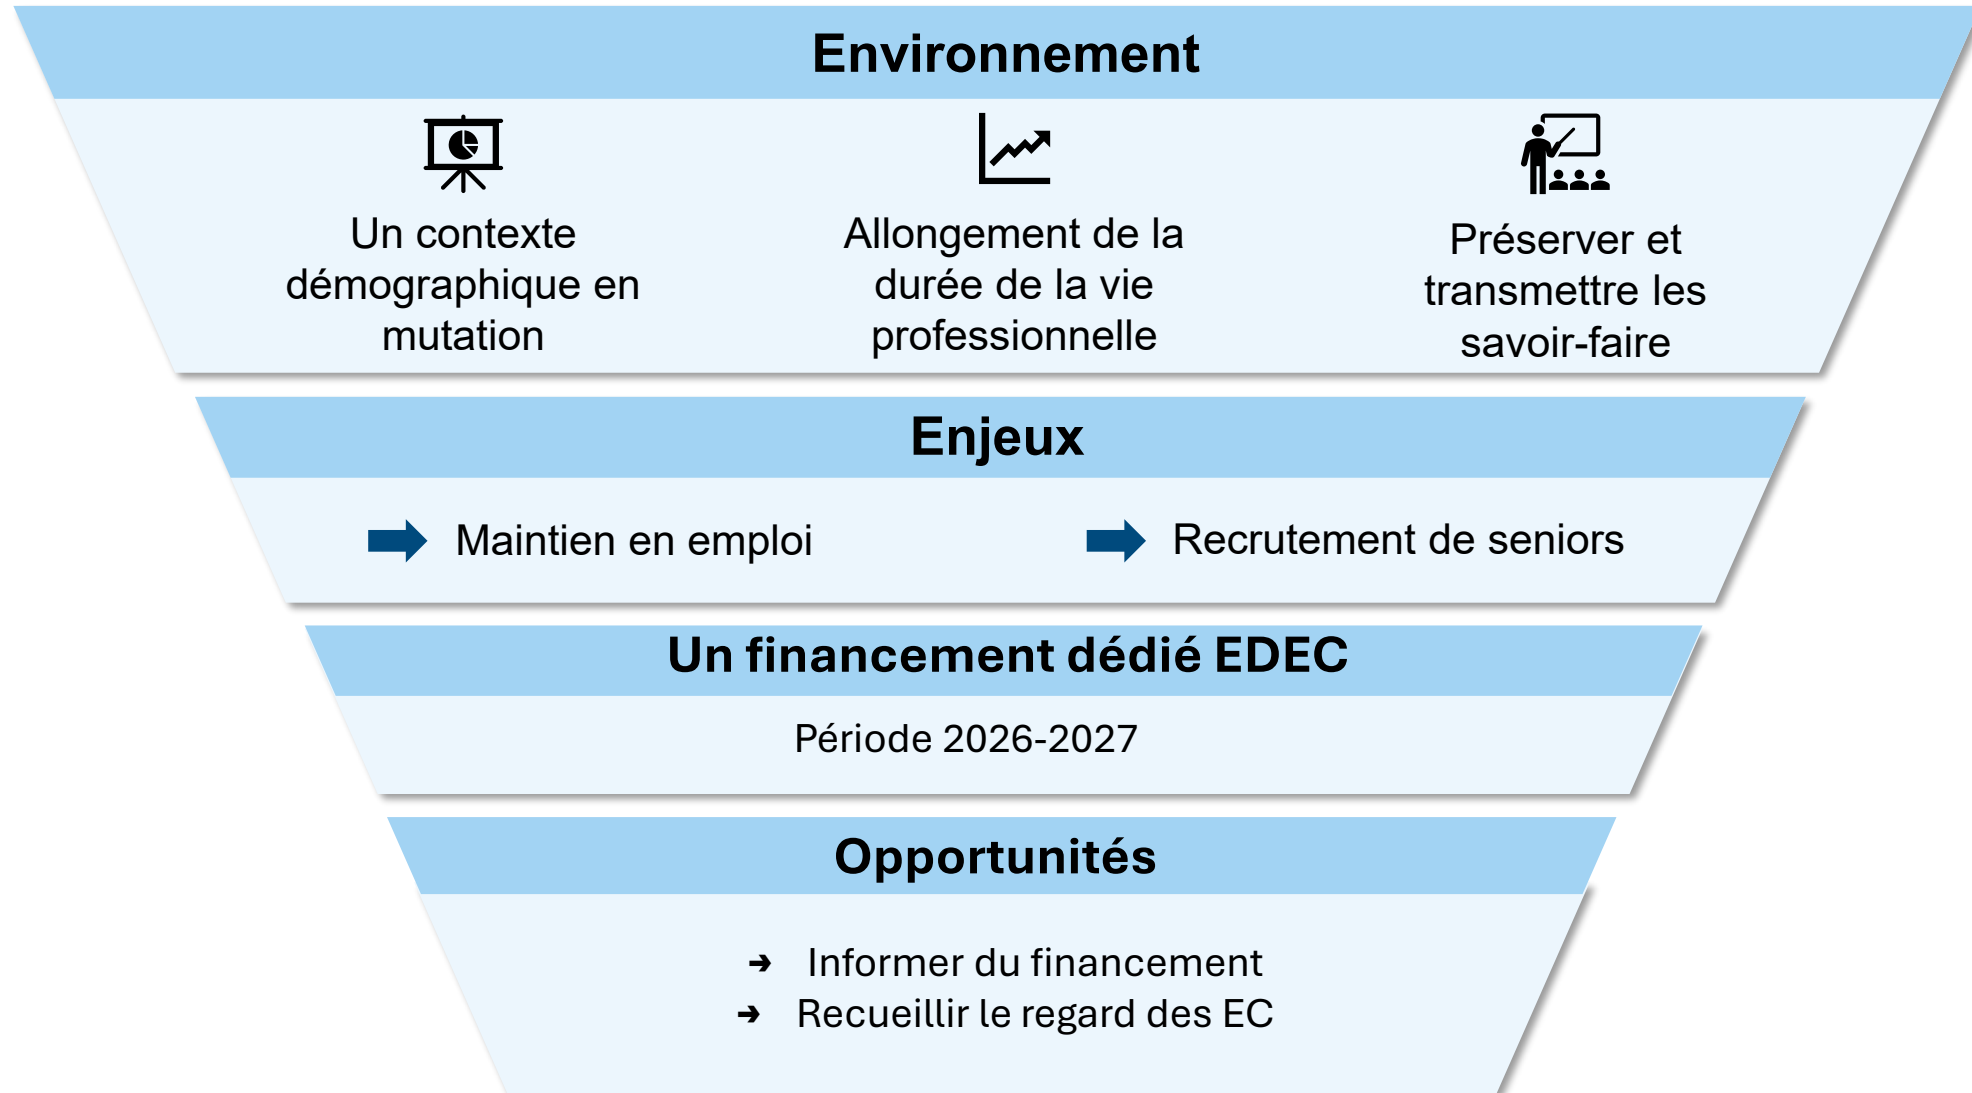 Environnement
Un contexte
démographique en
mutation
Allongement de la
durée de la vie
professionnelle
Préserver et
transmettre les
savoir-faire
Enjeux
Maintien en emploi
Recrutement de seniors
Un financement dédié EDEC
Période 2026-2027
Opportunités
Informer du financement
Recueillir le regard des EC